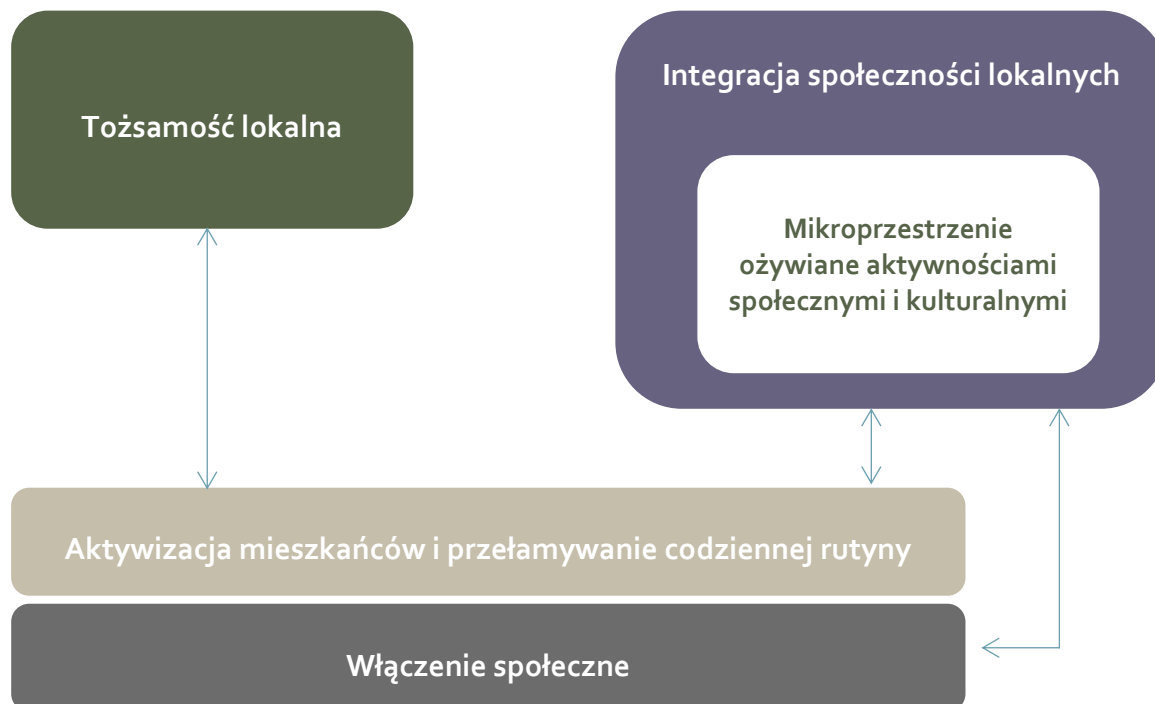 Tożsamość lokalna
Integracja społeczności lokalnych
Mikroprzestrzenie
ożywiane aktywnościami
społecznymi i kulturalnymi
Aktywizacja mieszkańców i przełamywanie codziennej rutyny
Włączenie społeczne